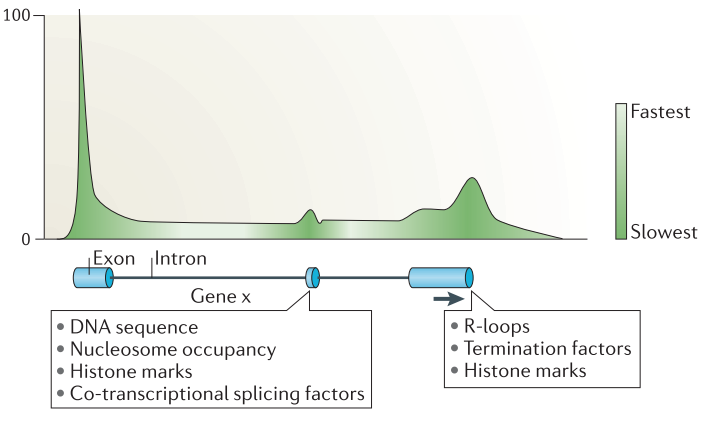 100
0
Fastest
Slowest
Exon
Intron
Gene x
• DNA sequence
• Nucleosome occupancy
• Histone marks
• Co-transcriptional splicing factors
• R-loops
• Termination factors
• Histone marks